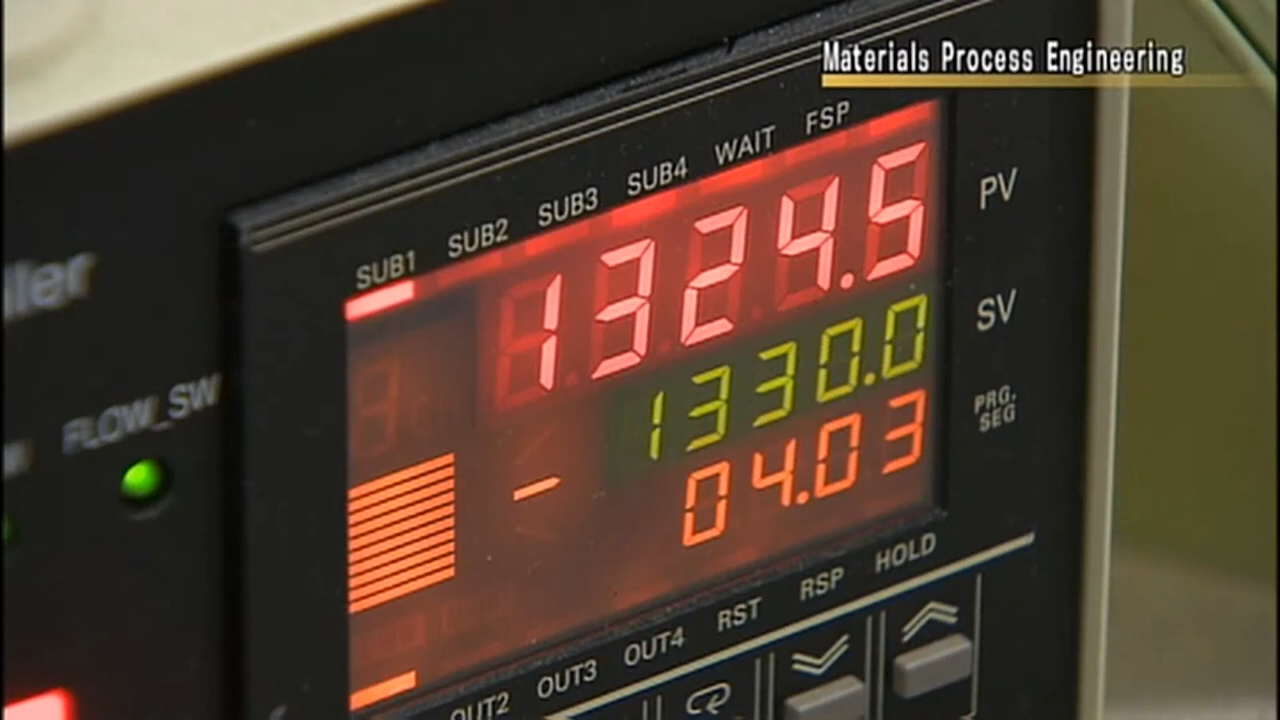 Materials Process Engineering
SUB1 SUB2 SUB3 SUB4 WAIT FSP
1324.5 PV
1330.0 SV
04.03 PRG.
SEG
FLOW_SW
OUT2 OUT3 OUT4 RST RSP HOLD